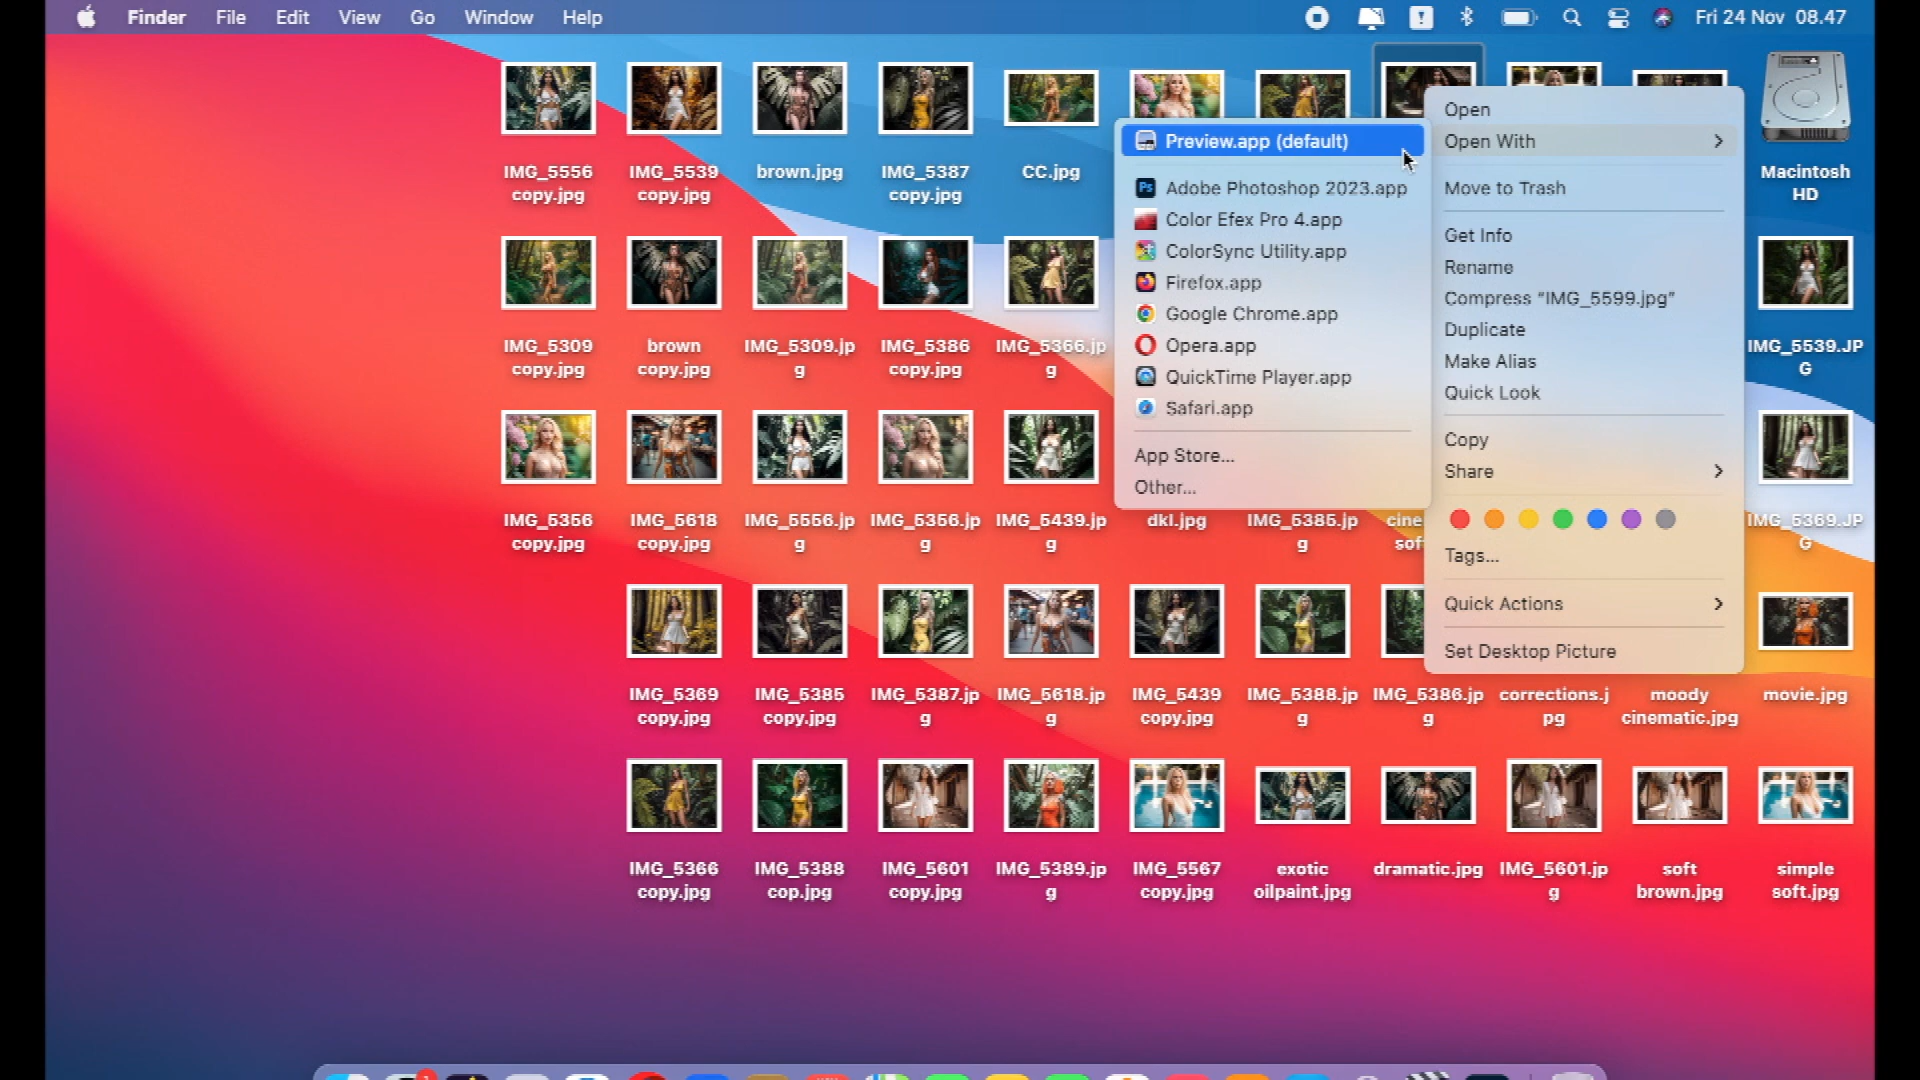 Finder File Edit View Go Window Help Fri 24 Nov 08.47
IMG_5556
copy.jpg
IMG_5539
copy.jpg
brown.jpg
IMG_5387
copy.jpg
CC.jpg
Macintosh
HD
Preview.app (default)
Adobe Photoshop 2023.app
Color Efex Pro 4.app
ColorSync Utility.app
Firefox.app
Google Chrome.app
Opera.app
QuickTime Player.app
Safari.app
App Store...
Other...
Open
Open With
Move to Trash
Get Info
Rename
Compress “IMG_5599.jpg”
Duplicate
Make Alias
Quick Look
Copy
Share
Tags...
Quick Actions
Set Desktop Picture
IMG_5309
copy.jpg
brown
copy.jpg
IMG_5309.jp
g
IMG_5386
copy.jpg
IMG_5366.jp
g
IMG_5539.JP
G
IMG_5356
copy.jpg
IMG_5618
copy.jpg
IMG_5556.jp
g
IMG_5356.jp
g
IMG_5439.jp
g
dkl.jpg
IMG_5385.jp
g
IMG_5369.JP
G
IMG_5369
copy.jpg
IMG_5385
copy.jpg
IMG_5387.jp
g
IMG_5618.jp
g
IMG_5439
copy.jpg
IMG_5388.jp
g
IMG_5386.jp
g
corrections.j
pg
moody
cinematic.jpg
movie.jpg
IMG_5366
copy.jpg
IMG_5388
cop.jpg
IMG_5601
copy.jpg
IMG_5389.jp
g
IMG_5567
copy.jpg
exotic
oilpaint.jpg
dramatic.jpg
IMG_5601.jp
g
soft
brown.jpg
simple
soft.jpg